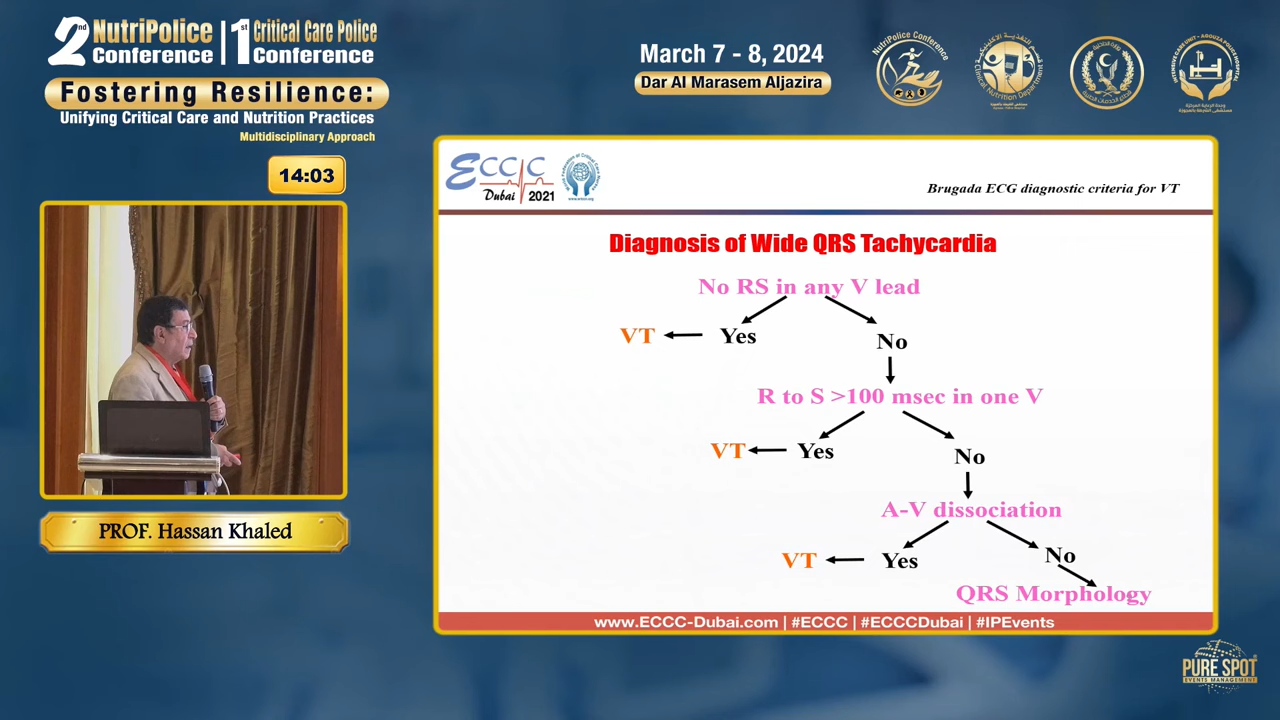 2nd NutriPolice Conference | 1st Critical Care Police Conference
Fostering Resilience:
Unifying Critical Care and Nutrition Practices
Multidisciplinary Approach
March 7 - 8, 2024
Dar Al Marasem Aljazira
NutriPolice Conference
14:03
PROF. Hassan Khaled
ECCC
Dubai 2021
Brugada ECG diagnostic criteria for VT
Diagnosis of Wide QRS Tachycardia
No RS in any V lead
VT Yes No
R to S >100 msec in one V
VT Yes No
A-V dissociation
VT Yes No
QRS Morphology
www.ECCC-Dubai.com | #ECCC | #ECCCDubai | #IPEvents
PURE SPOT
EVENTS MANAGEMENT